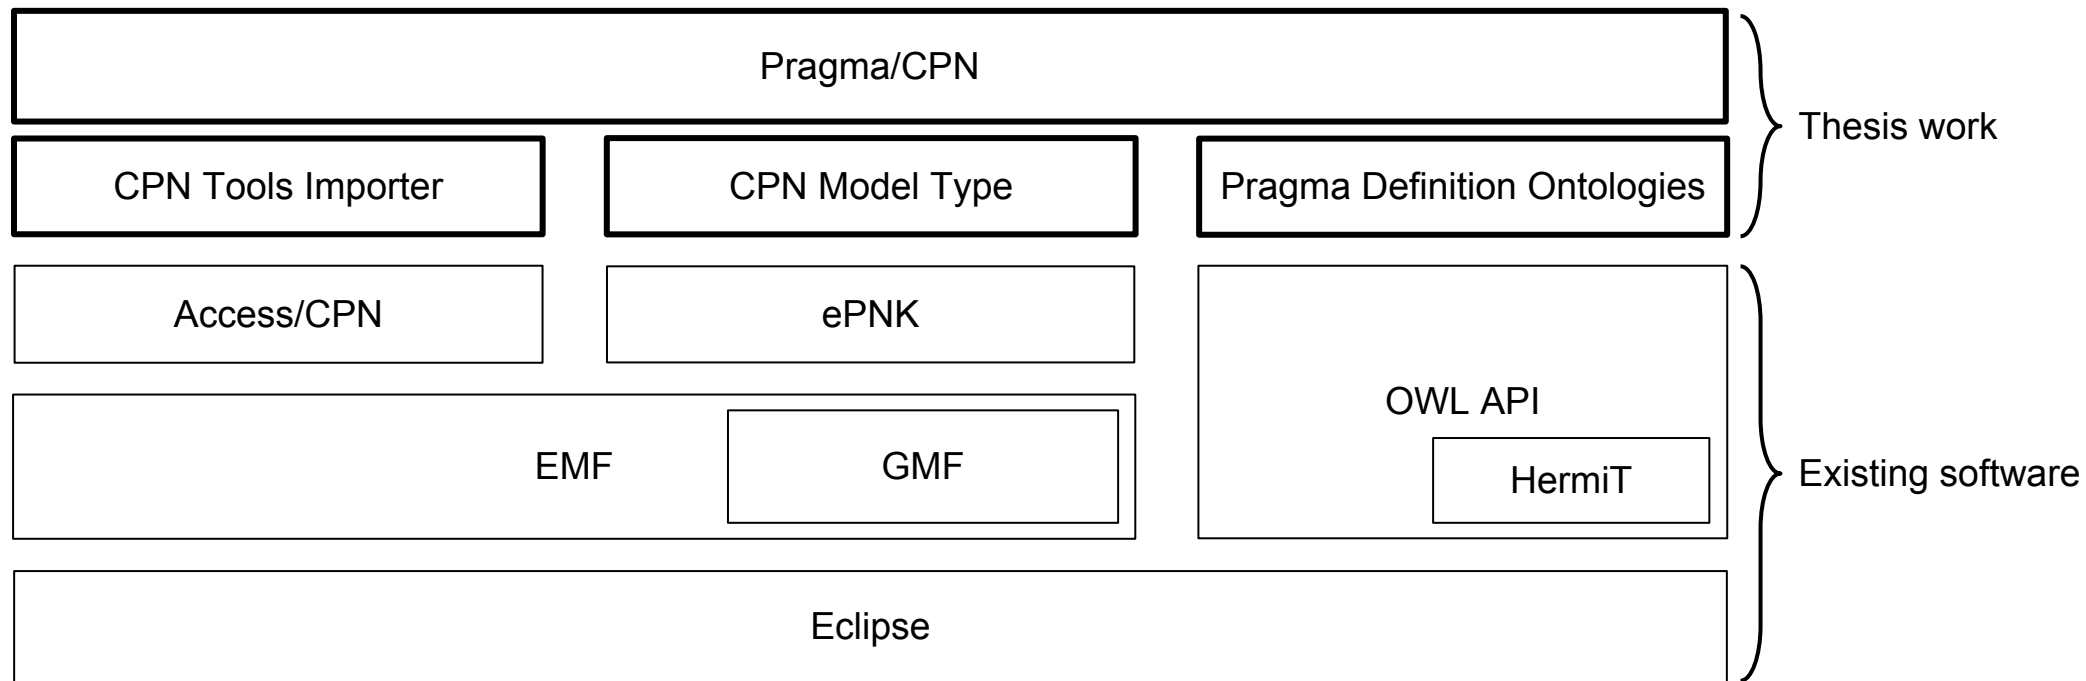 Pragma/CPN
Thesis work
CPN Tools Importer
CPN Model Type
Pragma Definition Ontologies
Access/CPN
ePNK
OWL API
EMF
GMF
HermiT
Existing software
Eclipse